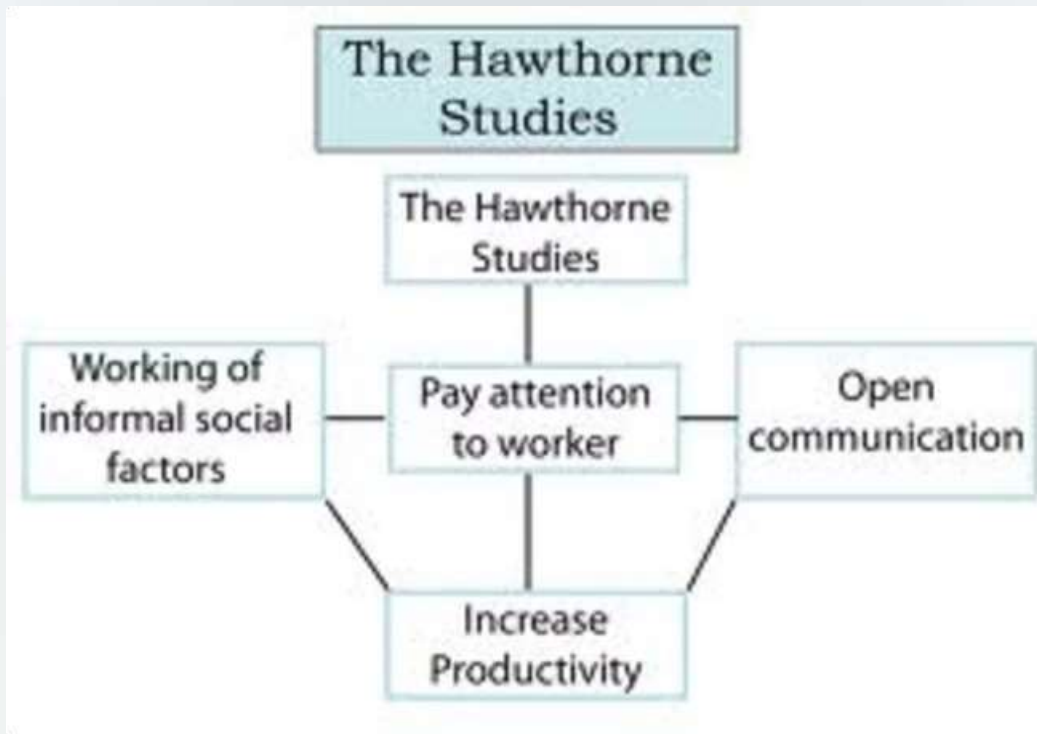 The Hawthorne
Studies
The Hawthorne
Studies
Working of
informal social
factors
Pay attention
to worker
Open
communication
Increase
Productivity